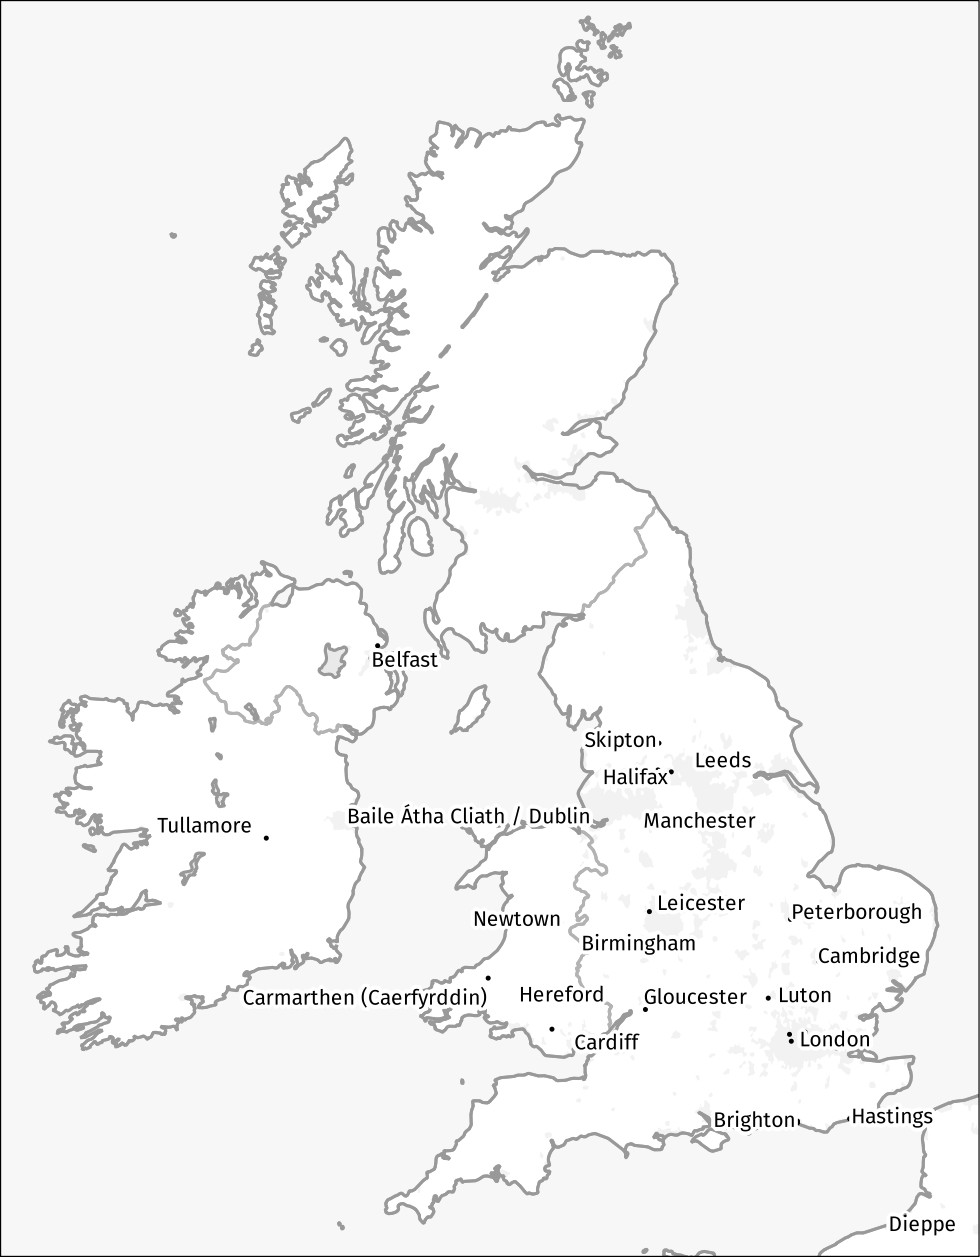 Belfast
Skipton
Leeds
Halifax
Baile Átha Cliath / Dublin
Manchester
Tullamore
Leicester
Peterborough
Newtown
Birmingham
Cambridge
Carmarthen (Caerfyrddin)
Hereford
Gloucester
Luton
Cardiff
London
Brighton
Hastings
Dieppe